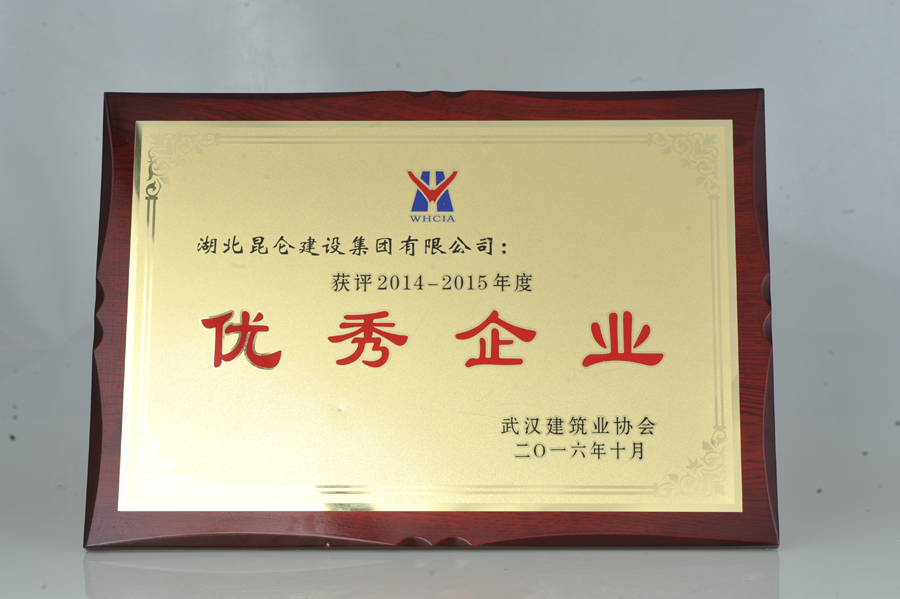 WHCIA
湖北昆仑建设集团有限公司：
获评2014-2015年度
优秀企业
武汉建筑业协会
二〇一六年十月